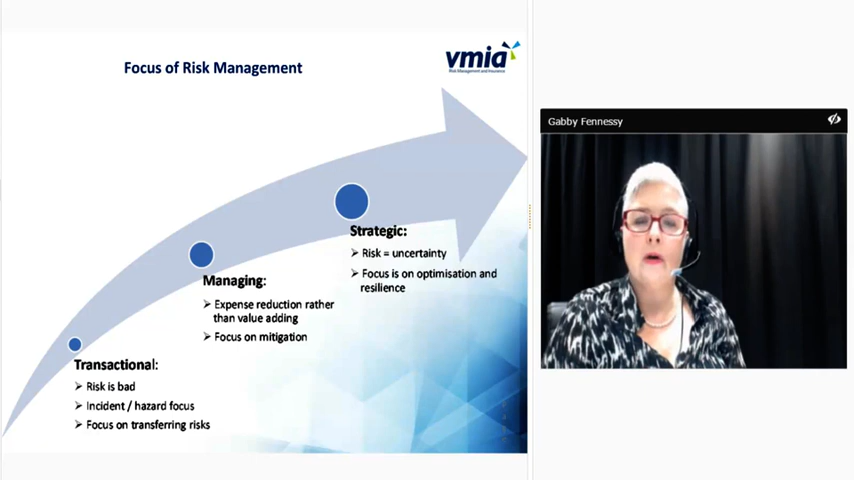 Focus of Risk Management
vmia
Risk Management and Insurance
Gabby Fennessy
Strategic:
➢ Risk = uncertainty
➢ Focus is on optimisation and
resilience
Managing:
➢ Expense reduction rather
than value adding
➢ Focus on mitigation
Transactional:
➢ Risk is bad
➢ Incident / hazard focus
➢ Focus on transferring risks